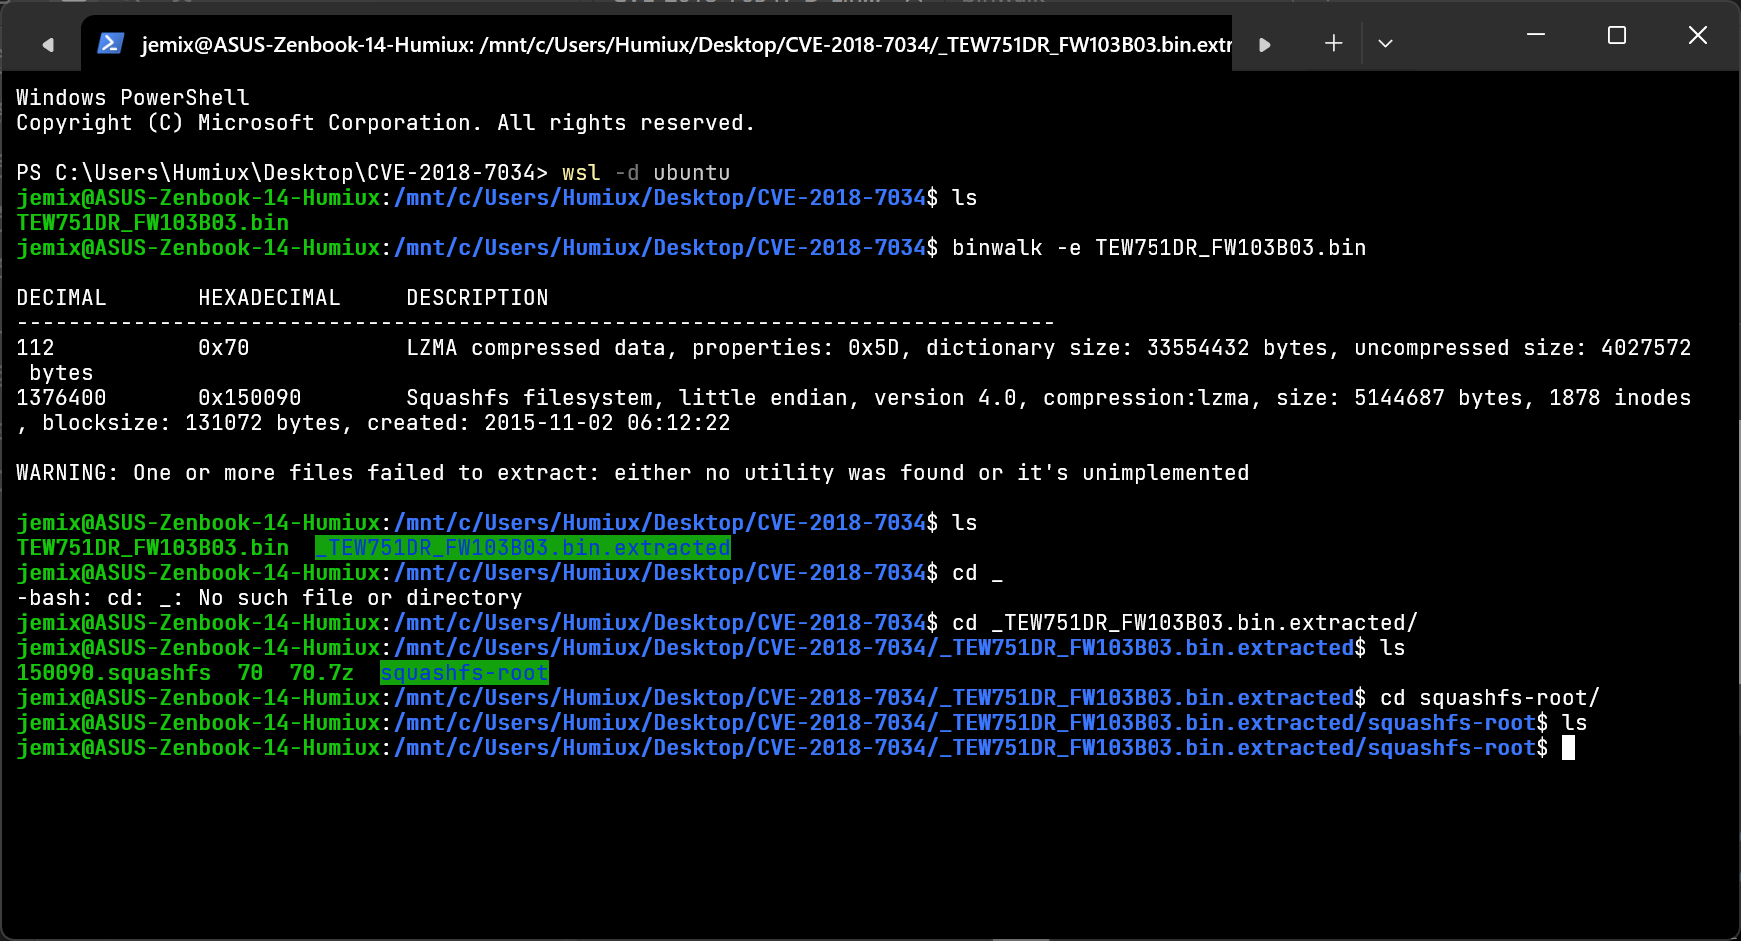 jemix@ASUS-Zenbook-14-Humiux: /mnt/c/Users/Humiux/Desktop/CVE-2018-7034/_TEW751DR_FW103B03.bin.extr
Windows PowerShell
Copyright (C) Microsoft Corporation. All rights reserved.
PS C:\Users\Humiux\Desktop\CVE-2018-7034> wsl -d ubuntu
jemix@ASUS-Zenbook-14-Humiux:/mnt/c/Users/Humiux/Desktop/CVE-2018-7034$ ls
TEW751DR_FW103B03.bin
jemix@ASUS-Zenbook-14-Humiux:/mnt/c/Users/Humiux/Desktop/CVE-2018-7034$ binwalk -e TEW751DR_FW103B03.bin
DECIMAL       HEXADECIMAL     DESCRIPTION
--------------------------------------------------------------------------------
112           0x70            LZMA compressed data, properties: 0x5D, dictionary size: 33554432 bytes, uncompressed size: 4027572
 bytes
1376400       0x150090        Squashfs filesystem, little endian, version 4.0, compression:lzma, size: 5144687 bytes, 1878 inodes
, blocksize: 131072 bytes, created: 2015-11-02 06:12:22
WARNING: One or more files failed to extract: either no utility was found or it's unimplemented
jemix@ASUS-Zenbook-14-Humiux:/mnt/c/Users/Humiux/Desktop/CVE-2018-7034$ ls
TEW751DR_FW103B03.bin  _TEW751DR_FW103B03.bin.extracted
jemix@ASUS-Zenbook-14-Humiux:/mnt/c/Users/Humiux/Desktop/CVE-2018-7034$ cd _
-bash: cd: _: No such file or directory
jemix@ASUS-Zenbook-14-Humiux:/mnt/c/Users/Humiux/Desktop/CVE-2018-7034$ cd _TEW751DR_FW103B03.bin.extracted/
jemix@ASUS-Zenbook-14-Humiux:/mnt/c/Users/Humiux/Desktop/CVE-2018-7034/_TEW751DR_FW103B03.bin.extracted$ ls
150090.squashfs  70  70.7z  squashfs-root
jemix@ASUS-Zenbook-14-Humiux:/mnt/c/Users/Humiux/Desktop/CVE-2018-7034/_TEW751DR_FW103B03.bin.extracted$ cd squashfs-root/
jemix@ASUS-Zenbook-14-Humiux:/mnt/c/Users/Humiux/Desktop/CVE-2018-7034/_TEW751DR_FW103B03.bin.extracted/squashfs-root$ ls
jemix@ASUS-Zenbook-14-Humiux:/mnt/c/Users/Humiux/Desktop/CVE-2018-7034/_TEW751DR_FW103B03.bin.extracted/squashfs-root$